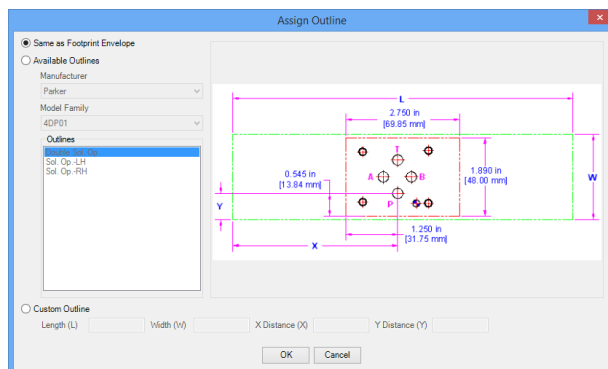 Assign Outline
Same as Footprint Envelope
Available Outlines
Manufacturer
Parker
Model Family
4DP01
Outlines
Double Sol. Op.
Sol. Op.-LH
Sol. Op.-RH
L
2.750 in
[69.85 mm]
T
A
B
P
0.545 in
[13.84 mm]
1.890 in
[48.00 mm]
W
Y
1.250 in
[31.75 mm]
X
Custom Outline
Length (L)
Width (W)
X Distance (X)
Y Distance (Y)
OK
Cancel